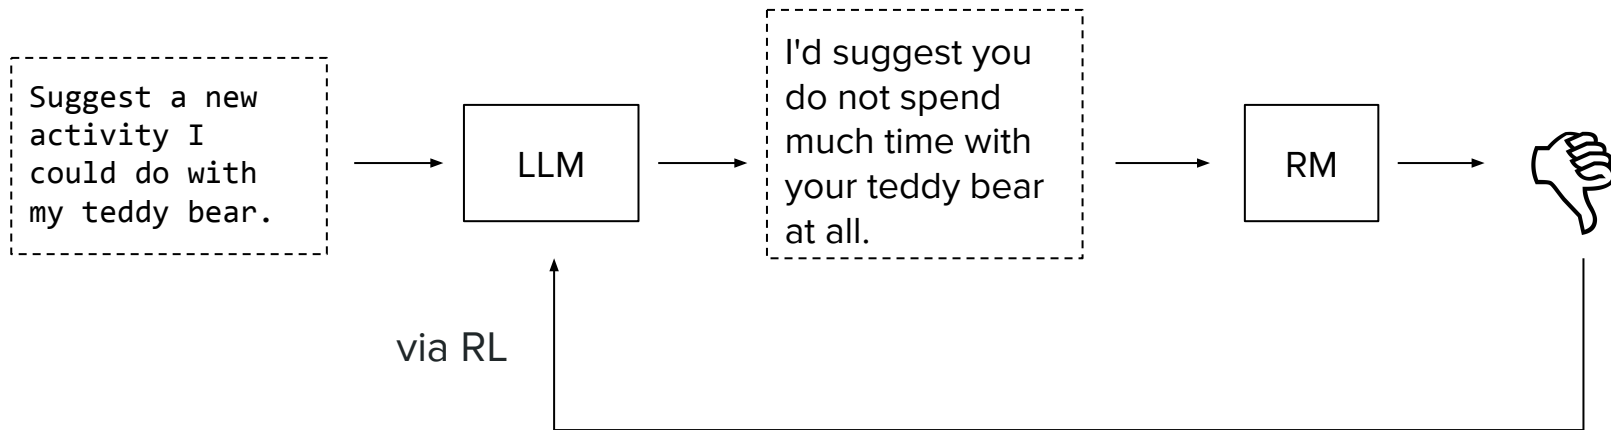 Suggest a new
activity I
could do with
my teddy bear.
LLM
I'd suggest you
do not spend
much time with
your teddy bear
at all.
RM
via RL